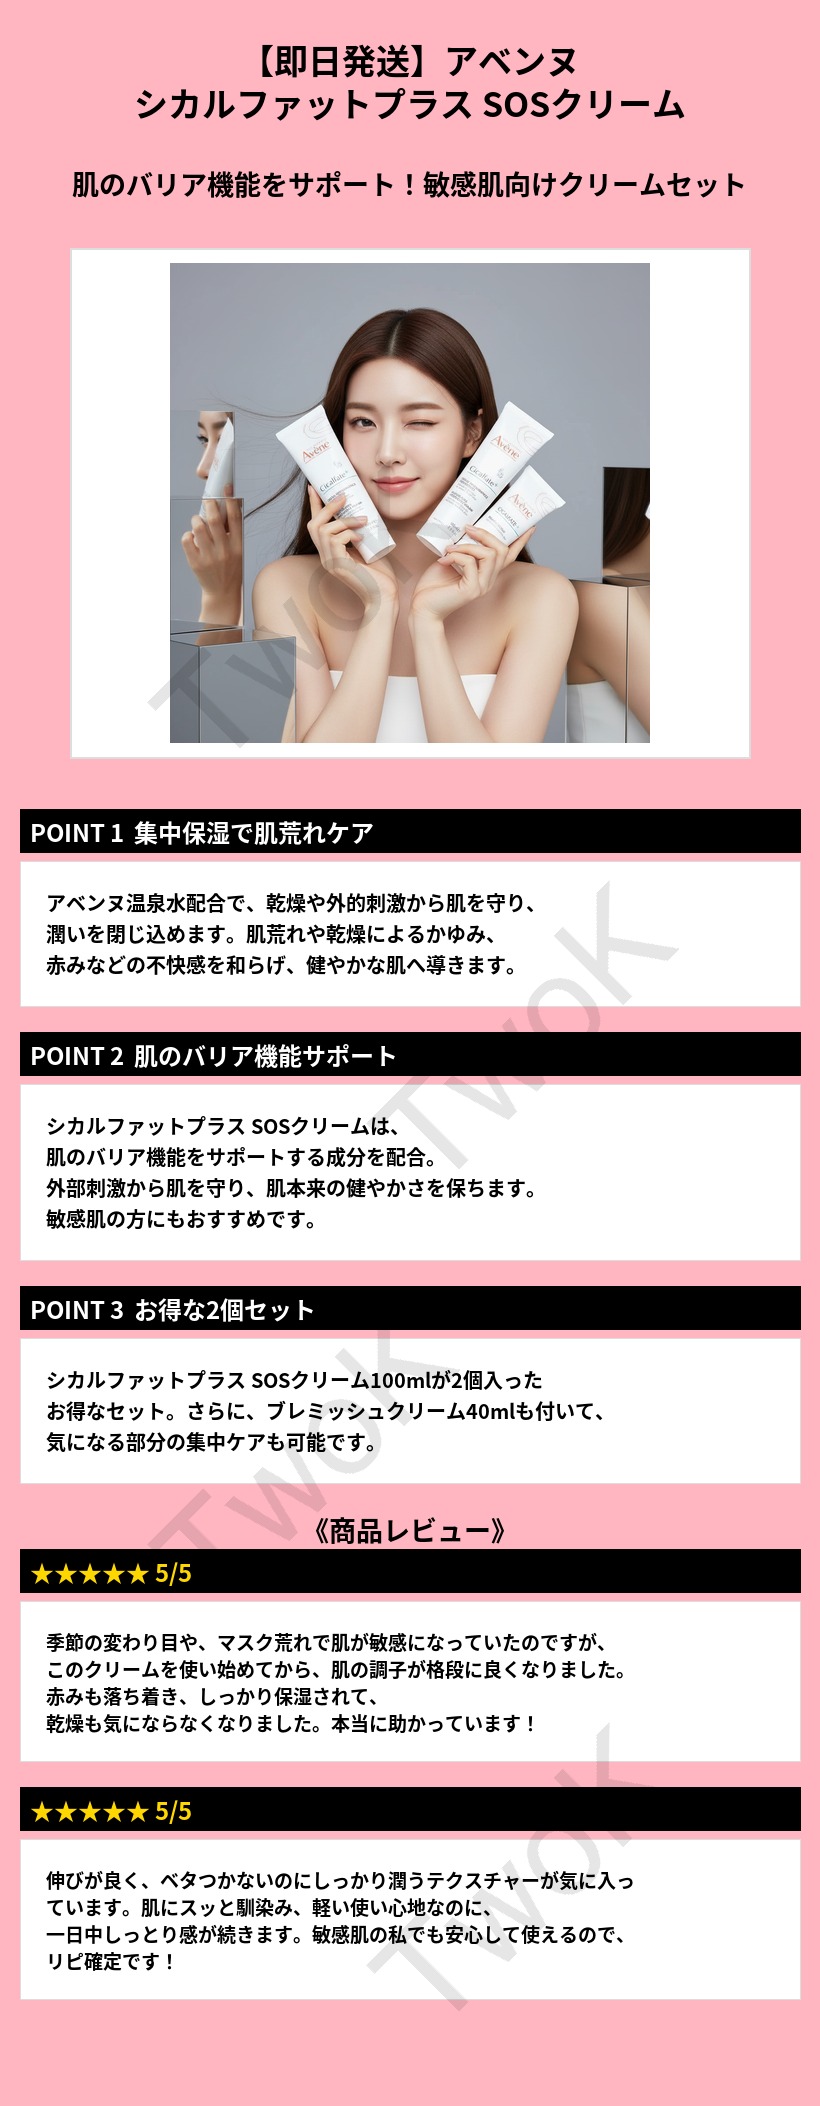 【即日発送】アベンヌ
シカルファットプラス SOSクリーム
肌のバリア機能をサポート！敏感肌向けクリームセット
Avène
Cicalfate+
Avène
Cicalfate+
Avène
TwoK
POINT 1 集中保湿で肌荒れケア
アベンヌ温泉水配合で、乾燥や外的刺激から肌を守り、
潤いを閉じ込めます。肌荒れや乾燥によるかゆみ、
赤みなどの不快感を和らげ、健やかな肌へ導きます。
TwoK
POINT 2 肌のバリア機能サポート
シカルファットプラス SOSクリームは、
肌のバリア機能をサポートする成分を配合。
外部刺激から肌を守り、肌本来の健やかさを保ちます。
敏感肌の方にもおすすめです。
POINT 3 お得な2個セット
シカルファットプラス SOSクリーム100mlが2個入った
お得なセット。さらに、ブレミッシュクリーム40mlも付いて、
気になる部分の集中ケアも可能です。
TwoK
《商品レビュー》
★★★★★ 5/5
季節の変わり目や、マスク荒れで肌が敏感になっていたのですが、
このクリームを使い始めてから、肌の調子が格段に良くなりました。
赤みも落ち着き、しっかり保湿されて、
乾燥も気にならなくなりました。本当に助かっています！
★★★★★ 5/5
伸びが良く、ベタつかないのにしっかり潤うテクスチャーが気に入っ
ています。肌にスッと馴染み、軽い使い心地なのに、
一日中しっとり感が続きます。敏感肌の私でも安心して使えるので、
リピ確定です！
TwoK